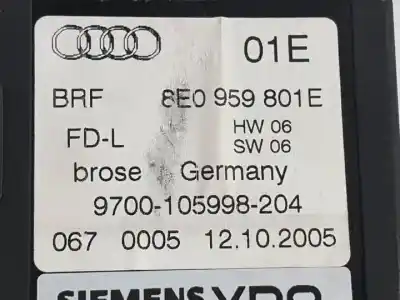 01E
BRF 8E0 959 801E
FD-L HW 06
SW 06
brose Germany
9700-105998-204
067 0005 12.10.2005
SIEMENS VDO